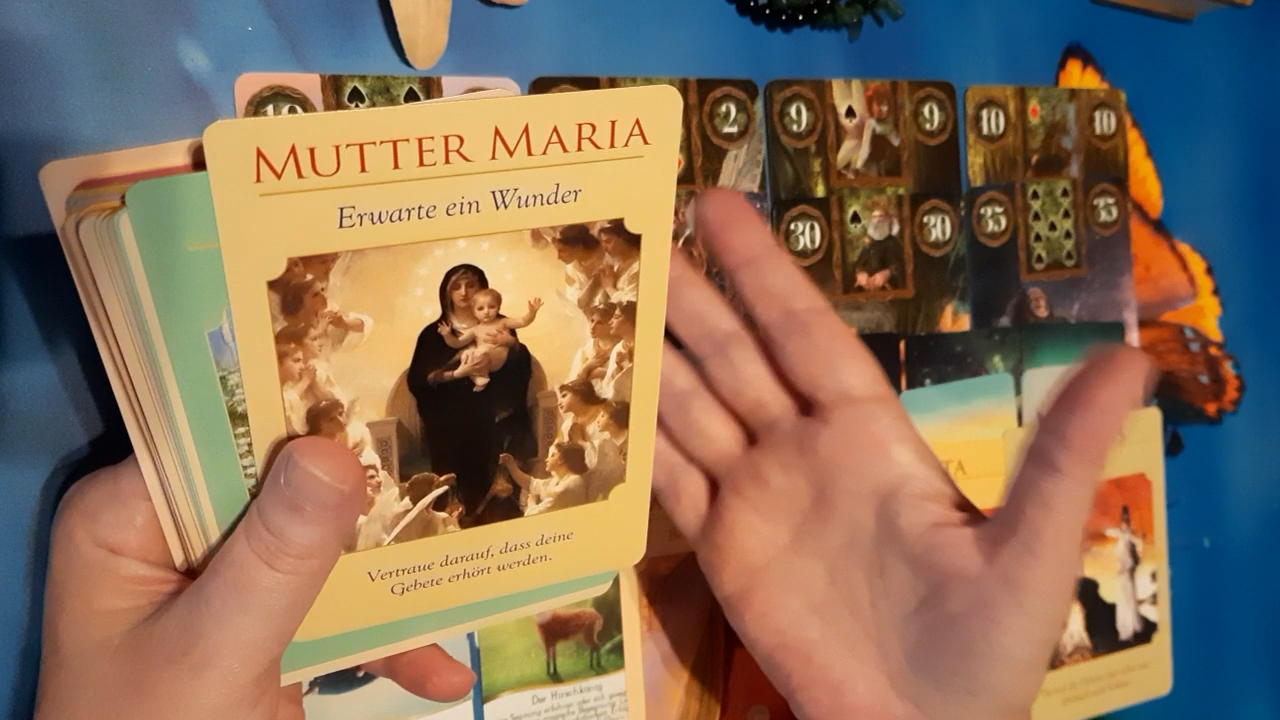 MUTTER MARIA
Erwarte ein Wunder
Vertraue darauf, dass deine
Gebete erhört werden.
2
9 9
10 10
30 30
35 35
TA
Der Hirschkönig